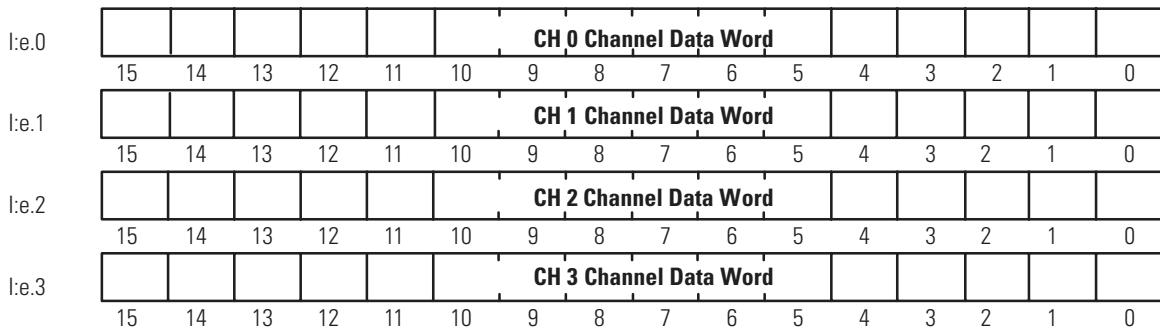 I:e.0 CH 0 Channel Data Word
15 14 13 12 11 10 9 8 7 6 5 4 3 2 1 0
I:e.1 CH 1 Channel Data Word
15 14 13 12 11 10 9 8 7 6 5 4 3 2 1 0
I:e.2 CH 2 Channel Data Word
15 14 13 12 11 10 9 8 7 6 5 4 3 2 1 0
I:e.3 CH 3 Channel Data Word
15 14 13 12 11 10 9 8 7 6 5 4 3 2 1 0